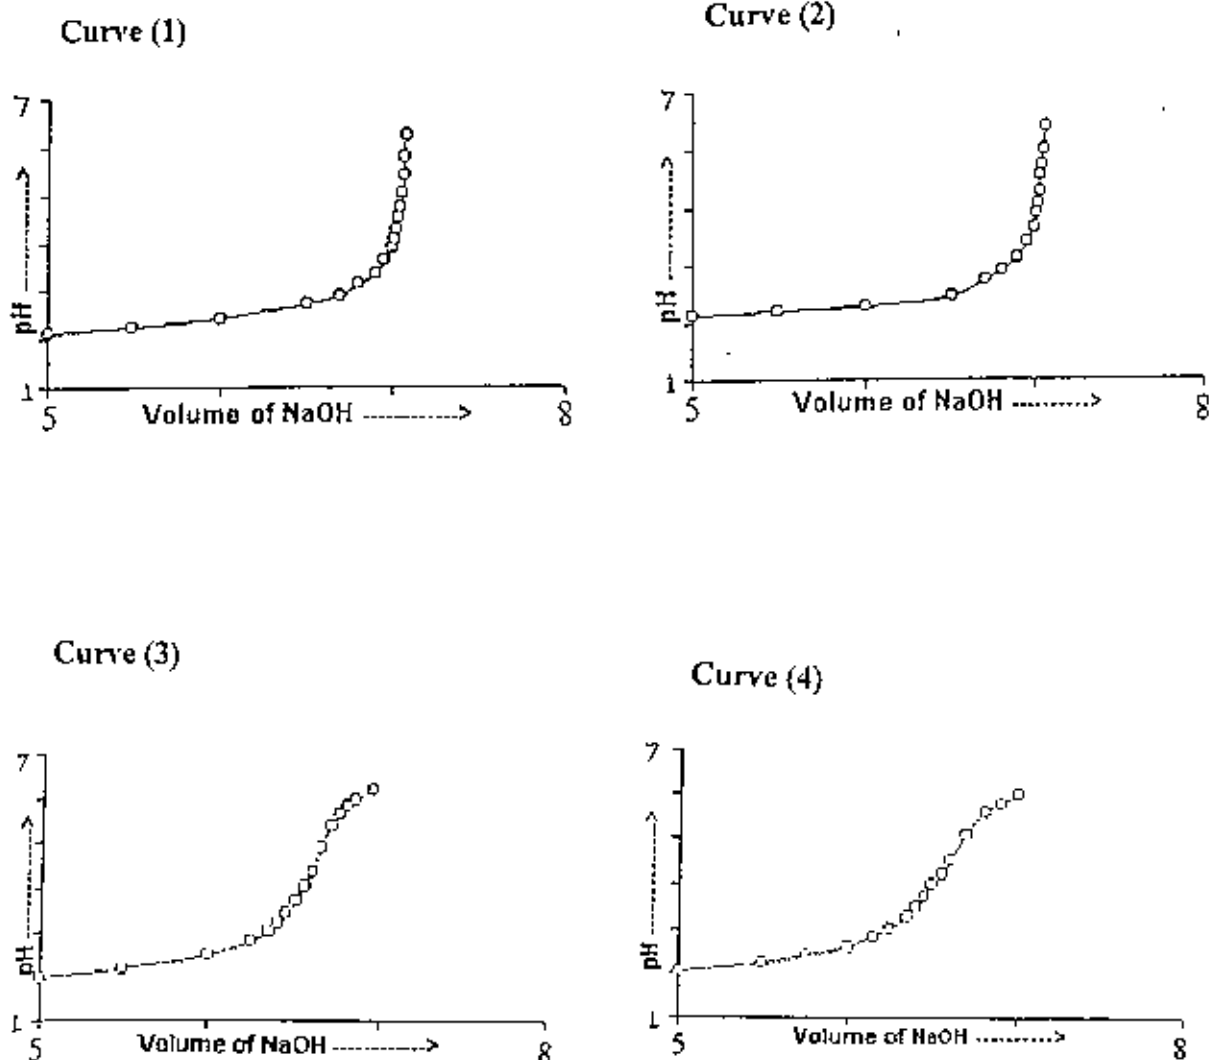 Curve (1)
7
pH
1
5
Volume of NaOH
8
Curve (2)
7
pH
1
5
Volume of NaOH
8
Curve (3)
7
pH
1
5
Volume of NaOH
8
Curve (4)
7
pH
1
5
Volume of NaOH
8